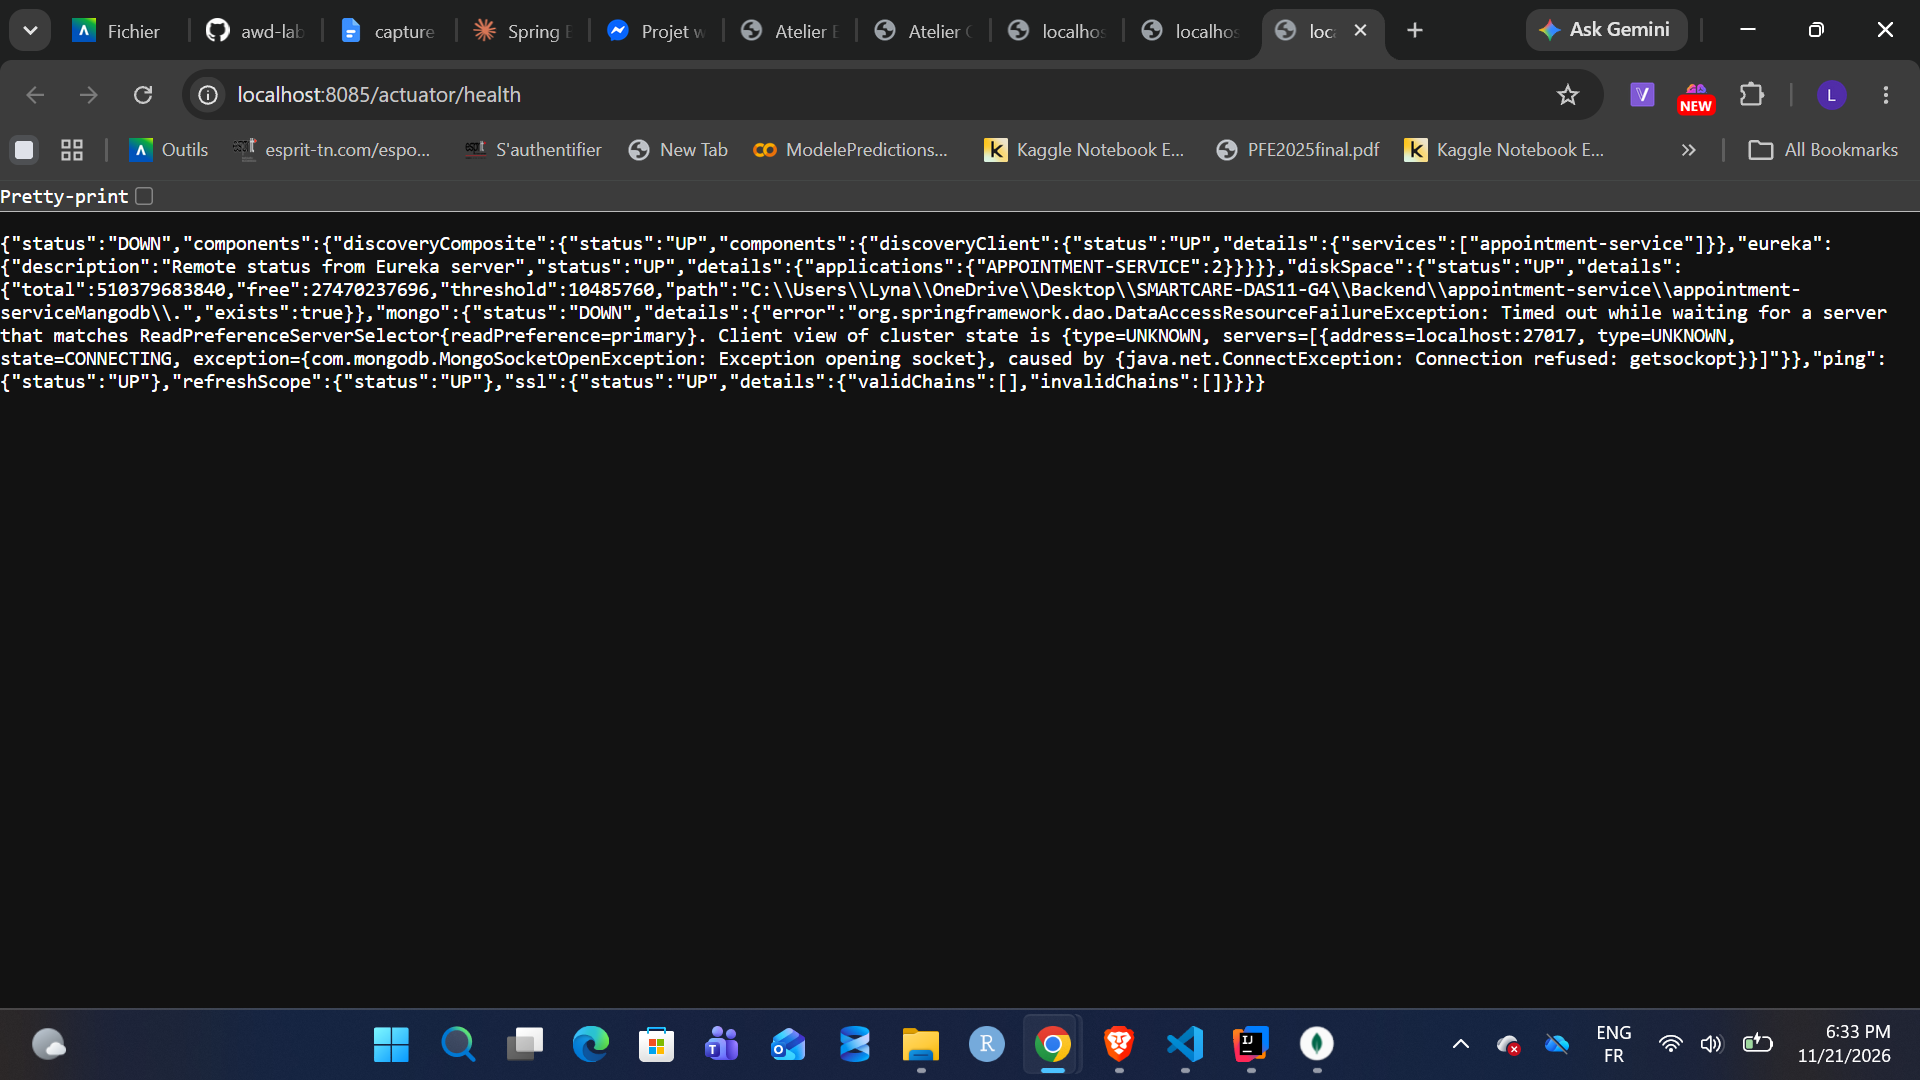 Fichier
awd-lab
capture
Spring E
Projet w
Atelier E
Atelier C
localhos
localhos
loc
Ask Gemini
localhost:8085/actuator/health
V
NEW
L
Outils
esprit-tn.com/espo...
S'authentifier
New Tab
ModelePredictions...
Kaggle Notebook E...
PFE2025final.pdf
Kaggle Notebook E...
All Bookmarks
Pretty-print
{"status":"DOWN","components":{"discoveryComposite":{"status":"UP","components":{"discoveryClient":{"status":"UP","details":{"services":["appointment-service"]}},"eureka":
{"description":"Remote status from Eureka server","status":"UP","details":{"applications":{"APPOINTMENT-SERVICE":2}}}}},"diskSpace":{"status":"UP","details":
{"total":510379683840,"free":27470237696,"threshold":10485760,"path":"C:\\Users\\Lyna\\OneDrive\\Desktop\\SMARTCARE-DAS11-G4\\Backend\\appointment-service\\appointment-
serviceMangodb\\.","exists":true}},"mongo":{"status":"DOWN","details":{"error":"org.springframework.dao.DataAccessResourceFailureException: Timed out while waiting for a server
that matches ReadPreferenceServerSelector{readPreference=primary}. Client view of cluster state is {type=UNKNOWN, servers=[{address=localhost:27017, type=UNKNOWN,
state=CONNECTING, exception={com.mongodb.MongoSocketOpenException: Exception opening socket}, caused by {java.net.ConnectException: Connection refused: getsockopt}}]"}},"ping":
{"status":"UP"},"refreshScope":{"status":"UP"},"ssl":{"status":"UP","details":{"validChains":[],"invalidChains":[]}}}}
ENG
FR
6:33 PM
11/21/2026